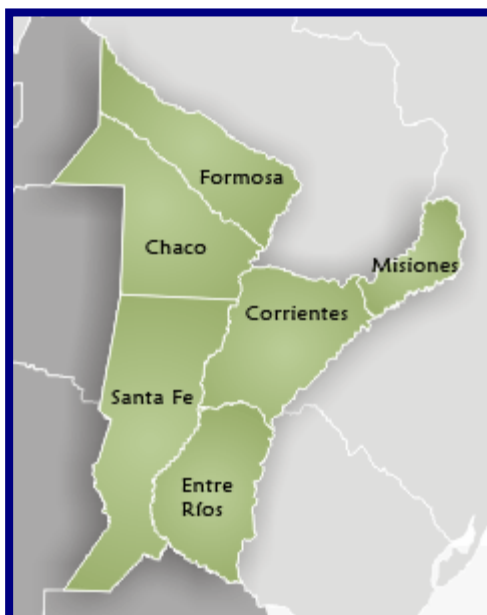 Formosa
Chaco
Misiones
Corrientes
Santa Fe
Entre
Ríos